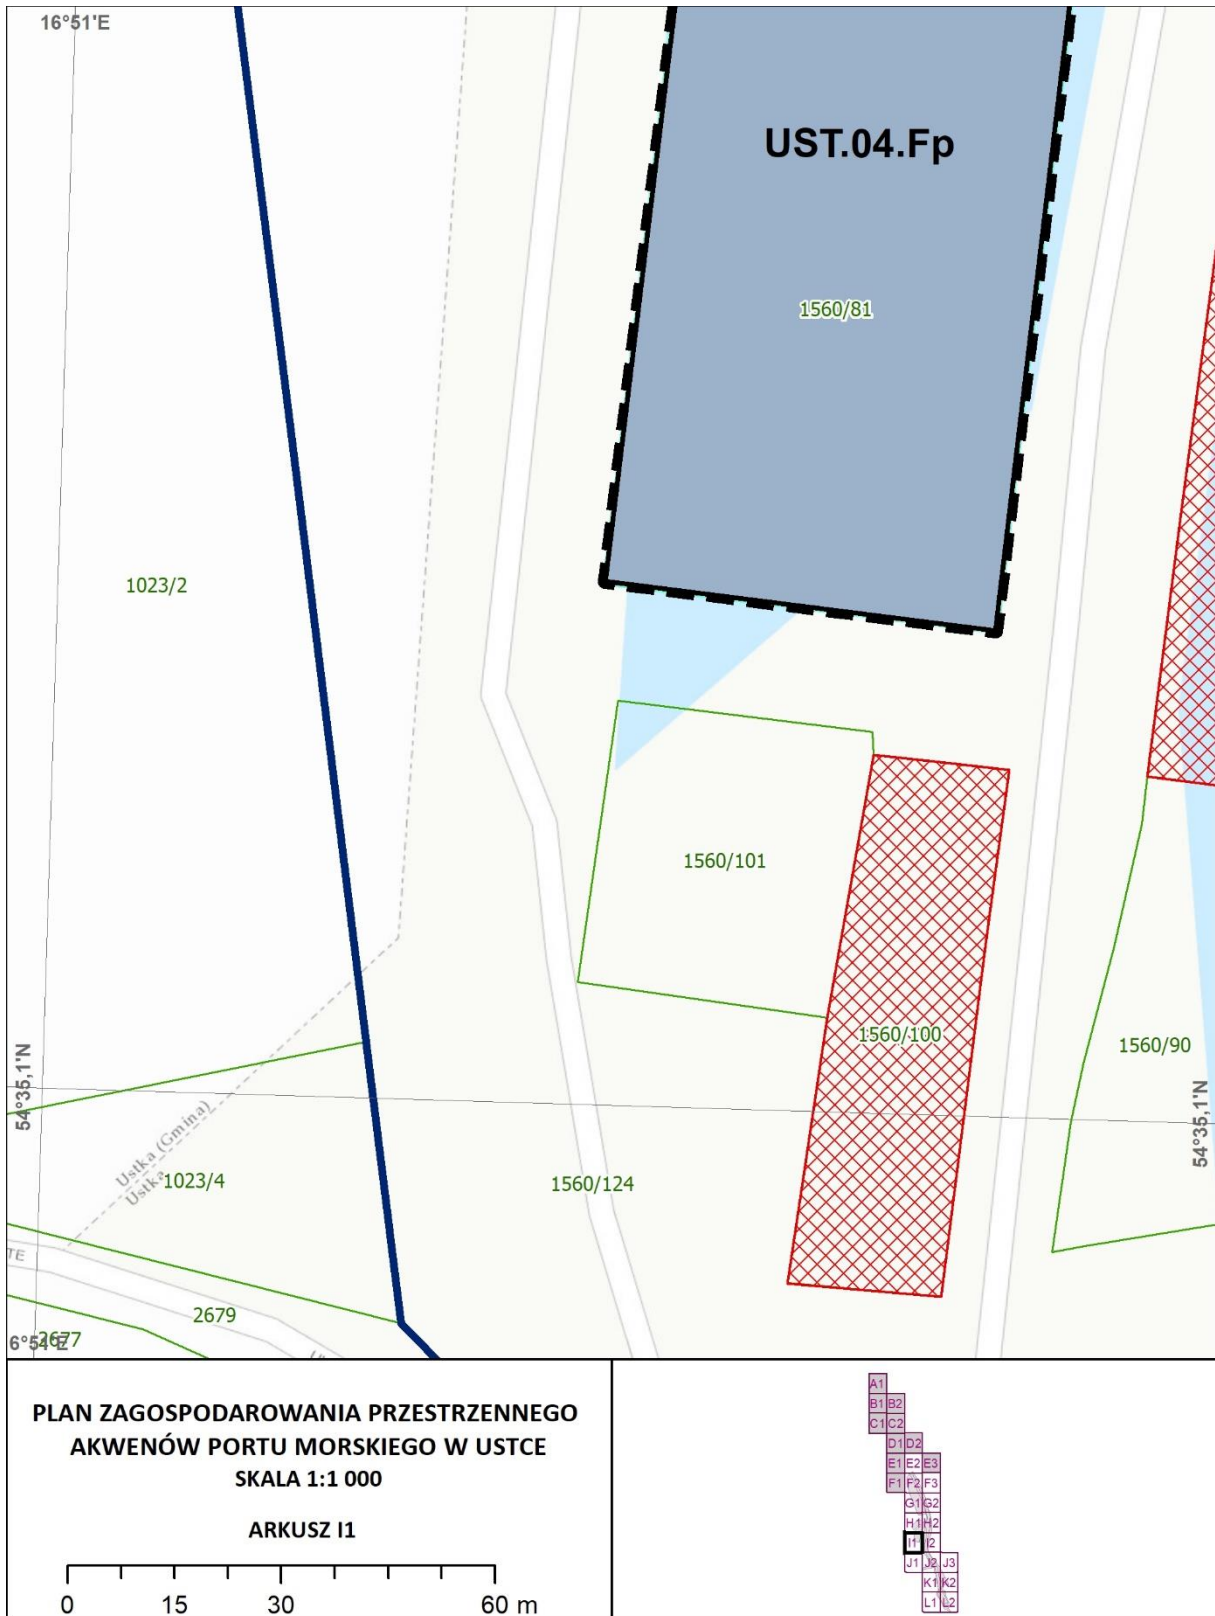 16°51'E
UST.04.Fp
1560/81
1023/2
1560/101
1560/100
1560/90
54°35,1'N
54°35,1'N
Ustka (Gmina)
Ustka
1023/4
1560/124
TE
2679
2677
PLAN ZAGOSPODAROWANIA PRZESTRZENNEGO
AKWENÓW PORTU MORSKIEGO W USTCE
SKALA 1:1 000
ARKUSZ I1
0 15 30 60 m
A1
B1 B2
C1 C2
D1 D2
E1 E2 E3
F1 F2 F3
G1 G2
H1 H2
I1 I2
J1 J2 J3
K1 K2
L1 L2